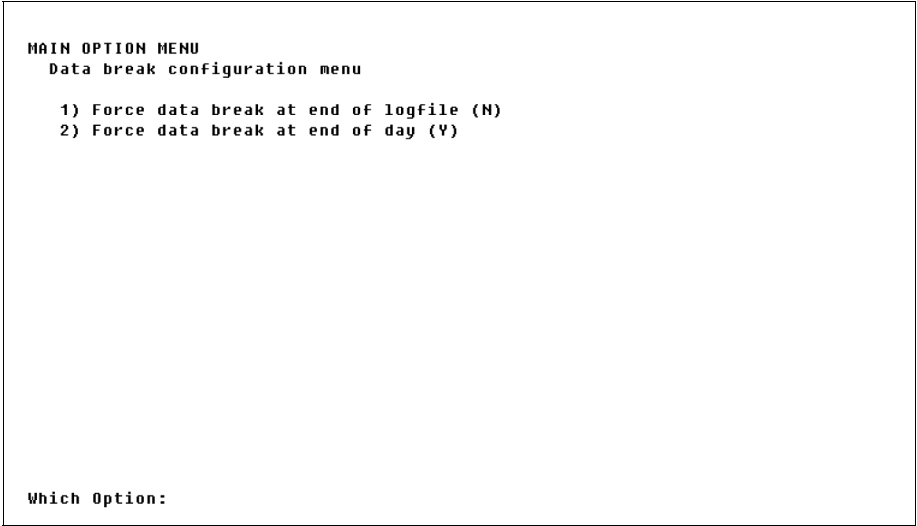 MAIN OPTION MENU
Data break configuration menu
1) Force data break at end of logfile (N)
2) Force data break at end of day (Y)
Which Option: